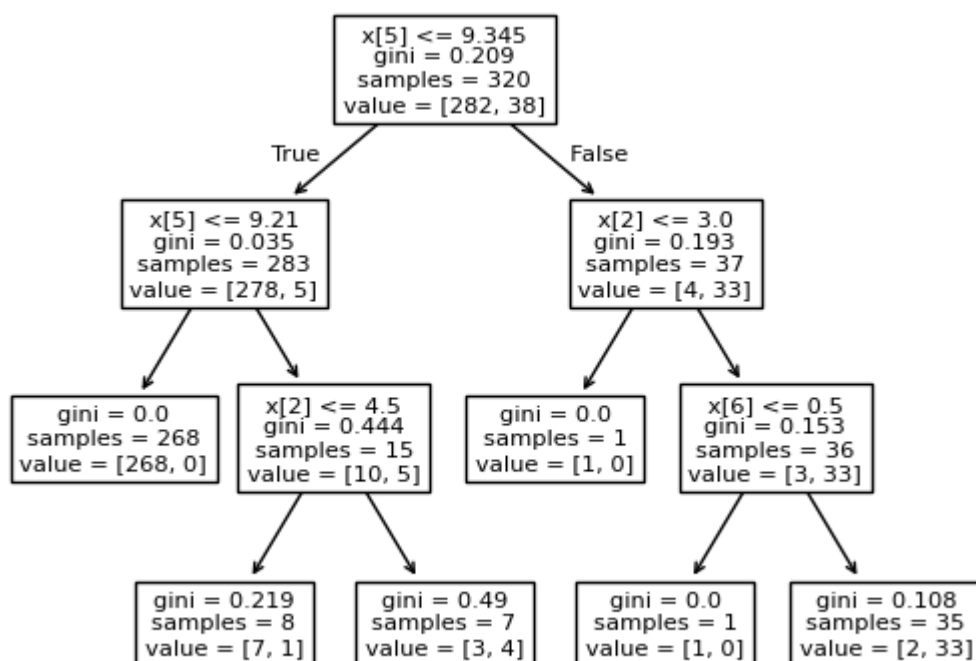 x[5] <= 9.345
gini = 0.209
samples = 320
value = [282, 38]
True
False
x[5] <= 9.21
gini = 0.035
samples = 283
value = [278, 5]
x[2] <= 3.0
gini = 0.193
samples = 37
value = [4, 33]
gini = 0.0
samples = 268
value = [268, 0]
x[2] <= 4.5
gini = 0.444
samples = 15
value = [10, 5]
gini = 0.0
samples = 1
value = [1, 0]
x[6] <= 0.5
gini = 0.153
samples = 36
value = [3, 33]
gini = 0.219
samples = 8
value = [7, 1]
gini = 0.49
samples = 7
value = [3, 4]
gini = 0.0
samples = 1
value = [1, 0]
gini = 0.108
samples = 35
value = [2, 33]